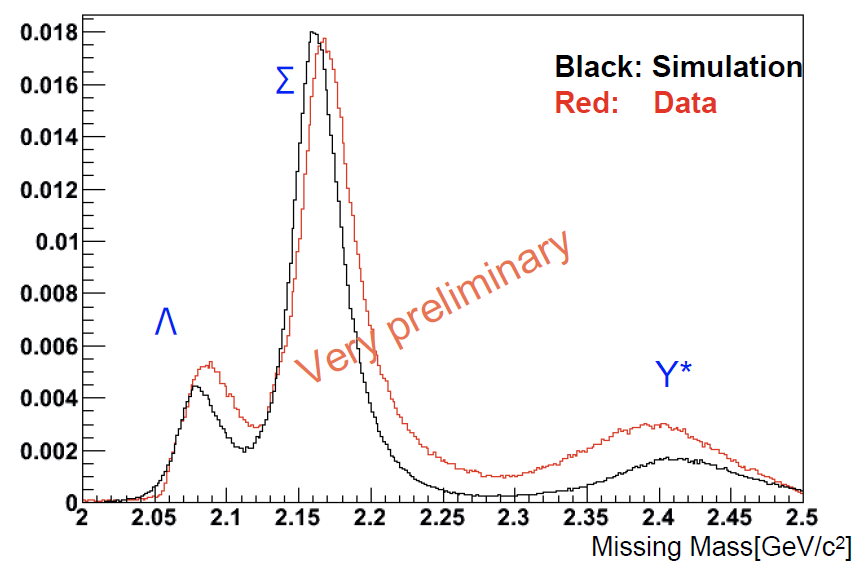 0.018
Black: Simulation
Σ
0.016
Red: Data
0.014
0.012
0.01
Very preliminary
0.008
Λ
0.006
Y*
0.004
0.002
0
2 2.05 2.1 2.15 2.2 2.25 2.3 2.35 2.4 2.45 2.5
Missing Mass[GeV/c²]